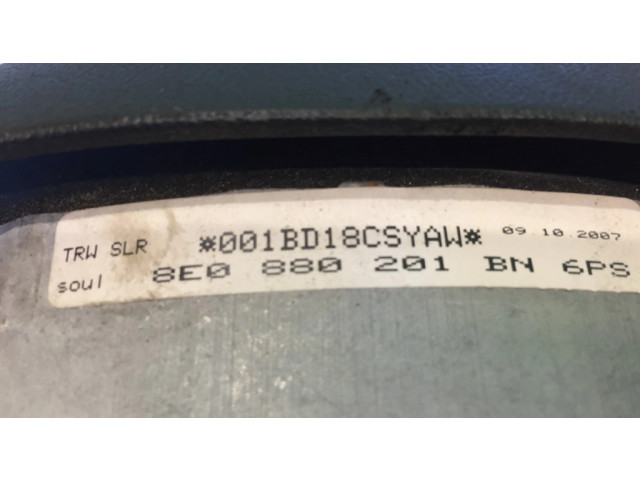 TRW SLR *001BD18CSYAW* 09.10.2007
soul 8E0 880 201 BN 6PS